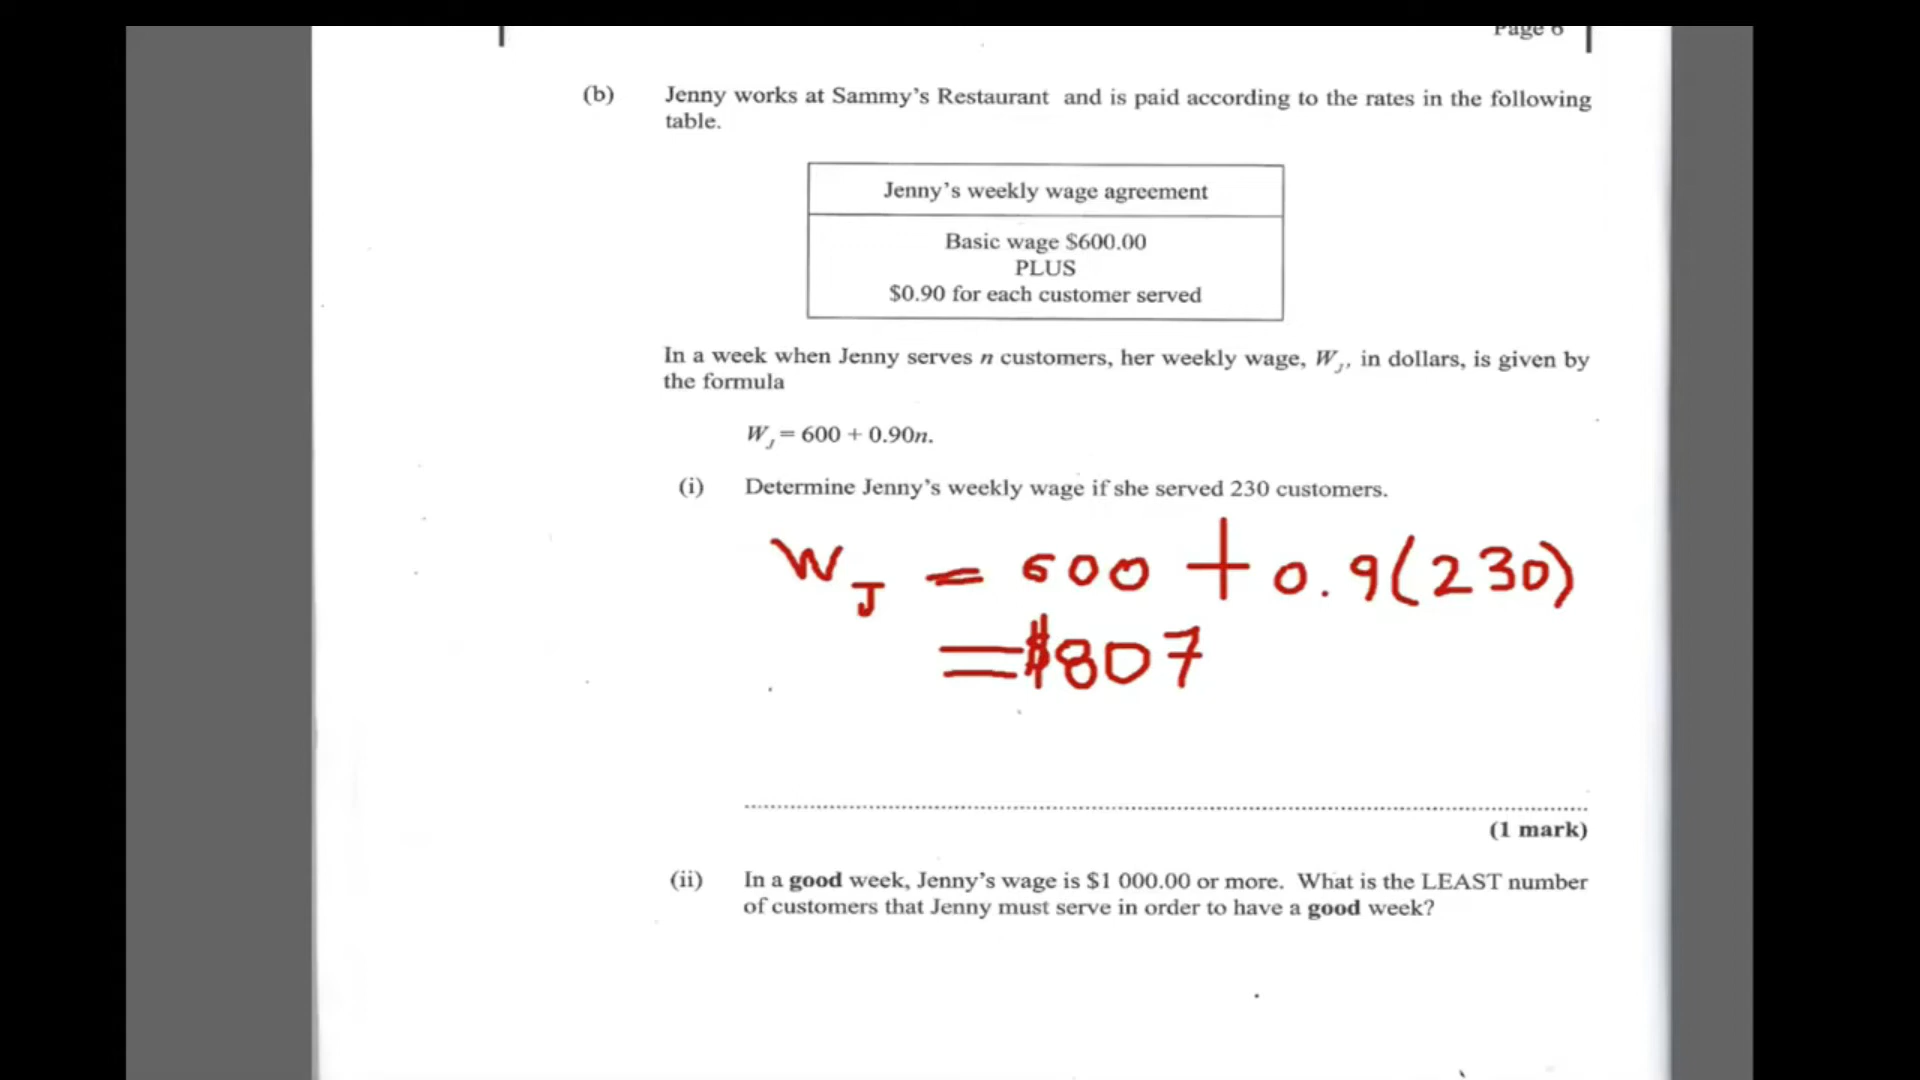 Page 6
(b) Jenny works at Sammy's Restaurant and is paid according to the rates in the following
table.
Jenny's weekly wage agreement
Basic wage $600.00
PLUS
$0.90 for each customer served
In a week when Jenny serves n customers, her weekly wage, W_J, in dollars, is given by
the formula
W_J = 600 + 0.90n.
(i) Determine Jenny's weekly wage if she served 230 customers.
W_J = 600 + 0.9(230)
= $807
(1 mark)
(ii) In a good week, Jenny's wage is $1 000.00 or more. What is the LEAST number
of customers that Jenny must serve in order to have a good week?